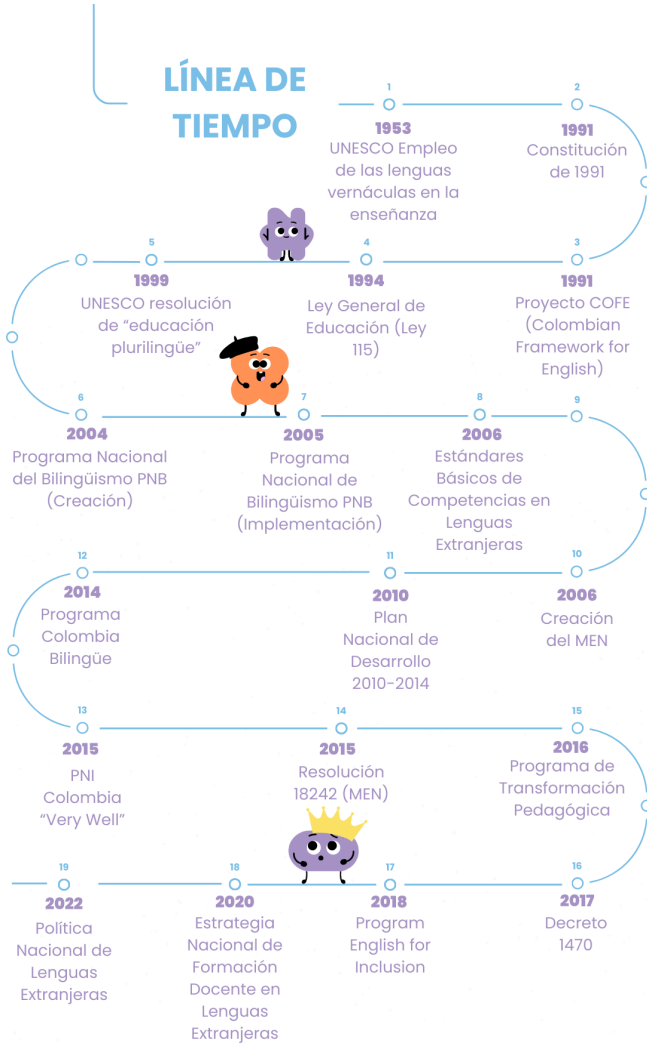 LÍNEA DE
TIEMPO
1
1953
UNESCO Empleo
de las lenguas
vernáculas en la
enseñanza
2
1991
Constitución
de 1991
3
1991
Proyecto COFE
(Colombian
Framework for
English)
4
1994
Ley General de
Educación (Ley
115)
5
1999
UNESCO resolución
de “educación
plurilingüe”
6
2004
Programa Nacional
del Bilingüismo PNB
(Creación)
7
2005
Programa
Nacional de
Bilingüismo PNB
(Implementación)
8
2006
Estándares
Básicos de
Competencias en
Lenguas
Extranjeras
9
10
2006
Creación
del MEN
11
2010
Plan
Nacional de
Desarrollo
2010-2014
12
2014
Programa
Colombia
Bilingüe
13
2015
PNI
Colombia
“Very Well”
14
2015
Resolución
18242 (MEN)
15
2016
Programa de
Transformación
Pedagógica
16
2017
Decreto
1470
17
2018
Program
English for
Inclusion
18
2020
Estrategia
Nacional de
Formación
Docente en
Lenguas
Extranjeras
19
2022
Política
Nacional de
Lenguas
Extranjeras